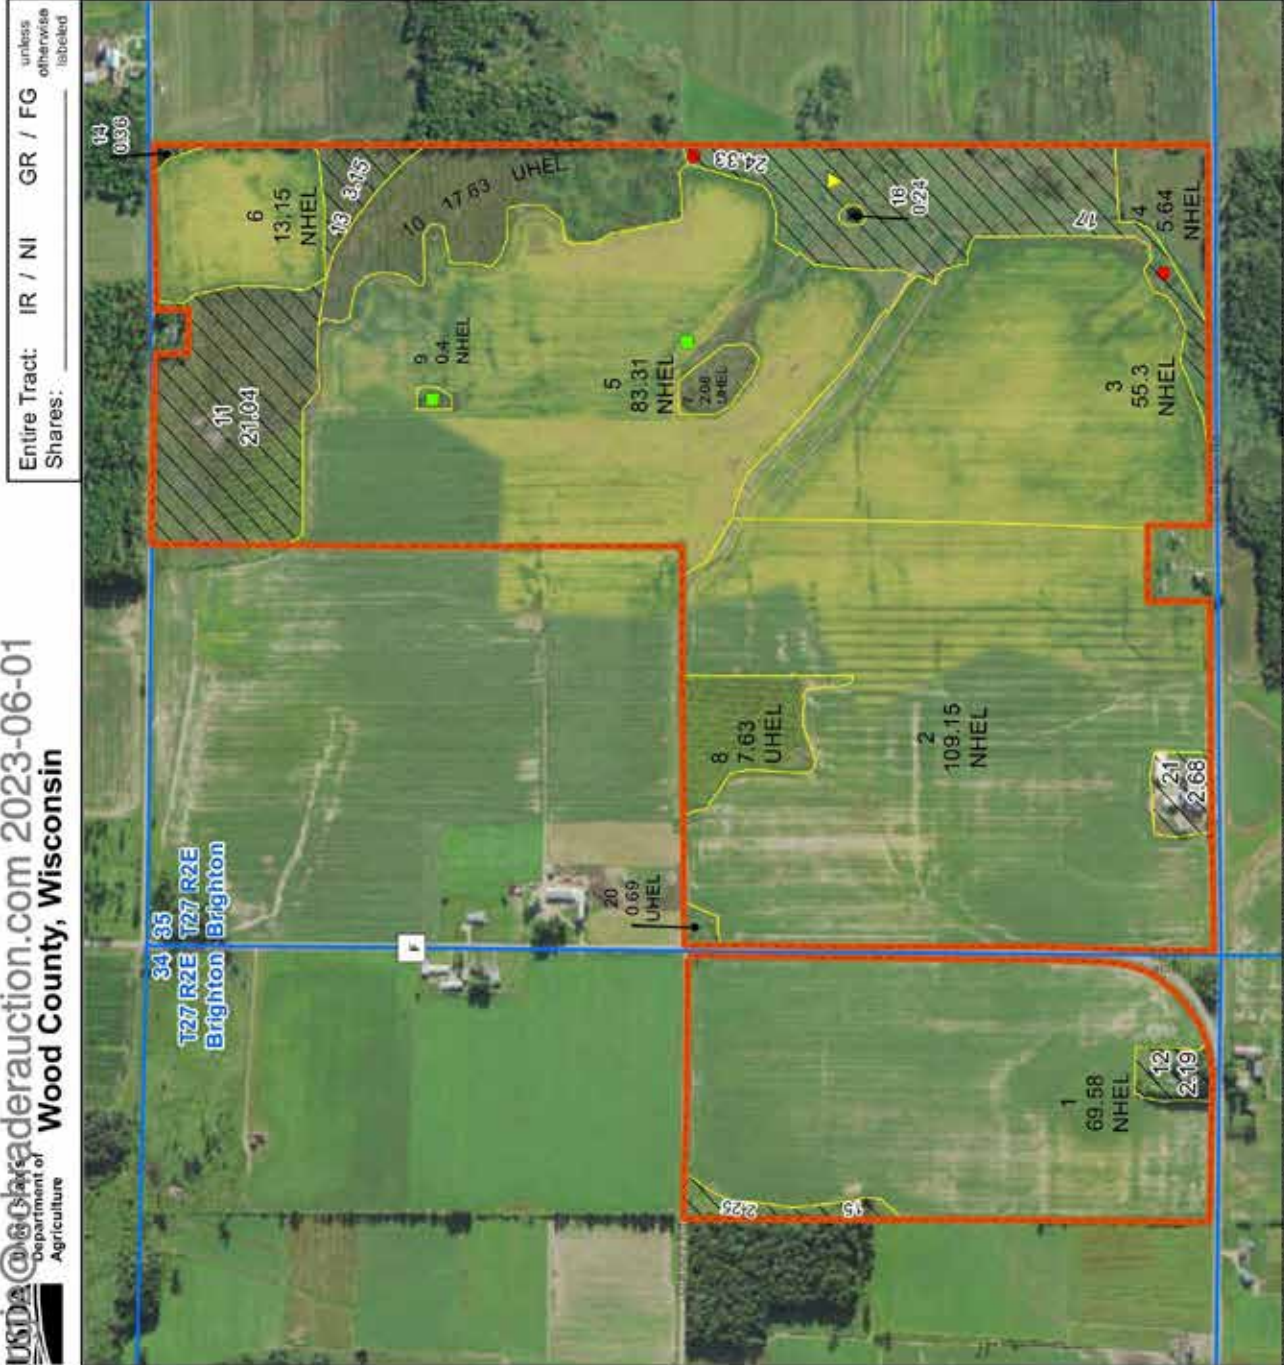 USDA
United States
Department of
Agriculture
@schraderauction.com 2023-06-01
Wood County, Wisconsin
Entire Tract: IR / NI GR / FG unless
otherwise
labeled
Shares:
14
0.36
6
13.15
NHEL
13 3.15
10 17.63 UHEL
11
21.04
9
0.4
NHEL
5
83.31
NHEL
7
2.08
UHEL
24.33
17
16
0.24
4
5.64
NHEL
3
55.3
NHEL
8
7.63
UHEL
2
109.15
NHEL
21
2.68
20
0.69
UHEL
34 35
T27 R2E T27 R2E
Brighton Brighton
F
1
69.58
NHEL
12
2.19
2.25
15